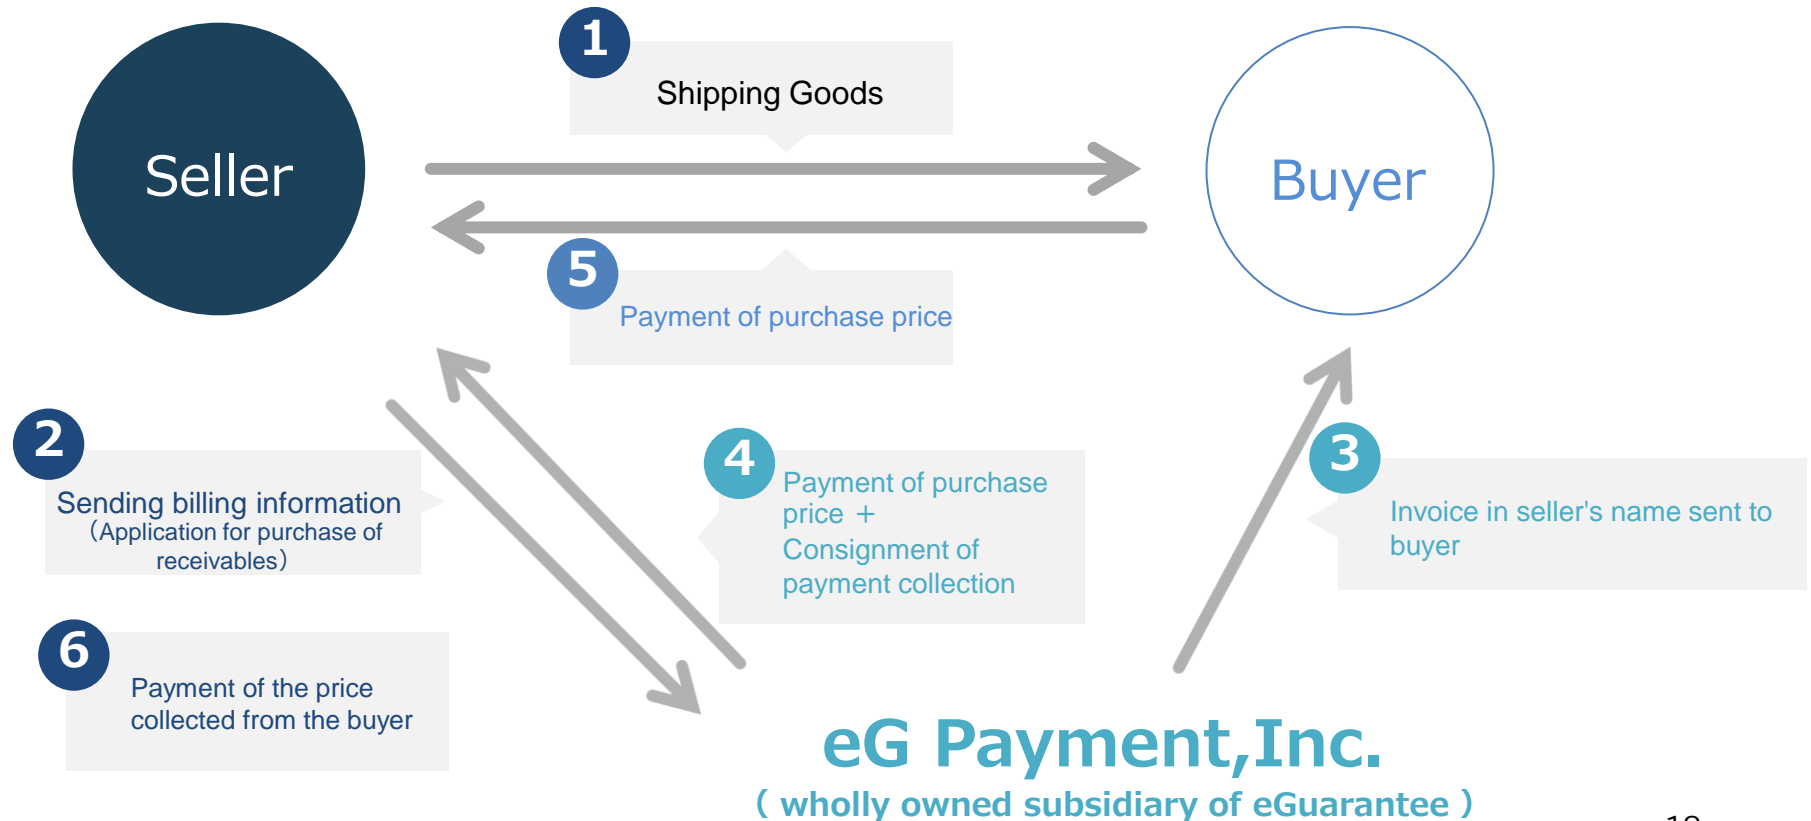 1
Shipping Goods
Seller
Buyer
5
Payment of purchase price
2
Sending billing information
（Application for purchase of
receivables）
4
Payment of purchase
price ＋
Consignment of
payment collection
3
Invoice in seller's name sent to
buyer
6
Payment of the price
collected from the buyer
eG Payment,Inc.
( wholly owned subsidiary of eGuarantee )